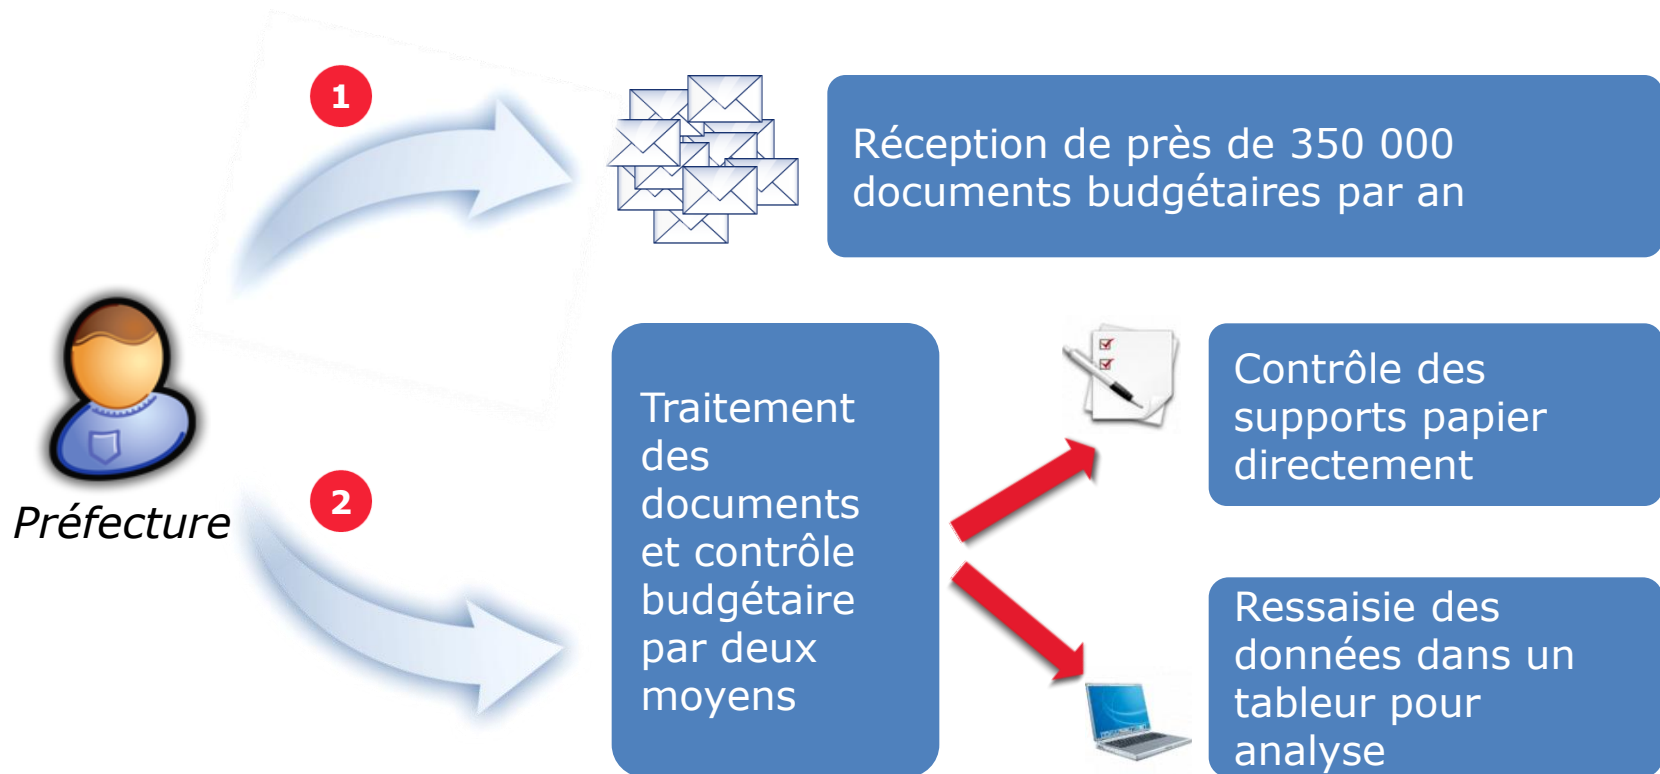 1
Réception de près de 350 000
documents budgétaires par an
Préfecture
2
Traitement
des
documents
et contrôle
budgétaire
par deux
moyens
Contrôle des
supports papier
directement
Ressaisie des
données dans un
tableur pour
analyse